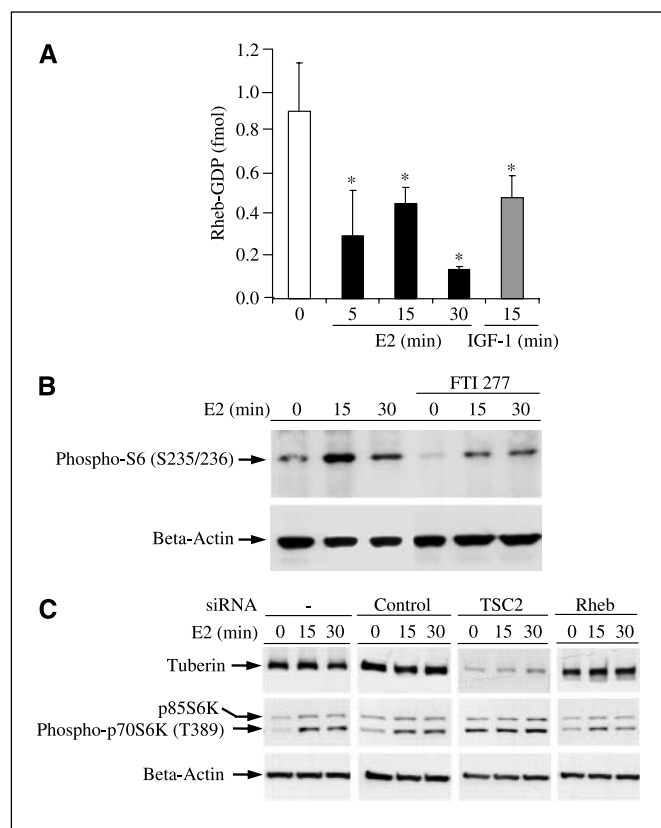 A
Rheb-GDP (fmol)
1.2
1.0
0.8
0.6
0.4
0.2
0.0
* * * *
0 5 15 30 15
E2 (min) IGF-1 (min)
B
FTI 277
E2 (min) 0 15 30 0 15 30
Phospho-S6 (S235/236)
Beta-Actin
C
siRNA - Control TSC2 Rheb
E2 (min) 0 15 30 0 15 30 0 15 30 0 15 30
Tuberin
p85S6K
Phospho-p70S6K (T389)
Beta-Actin